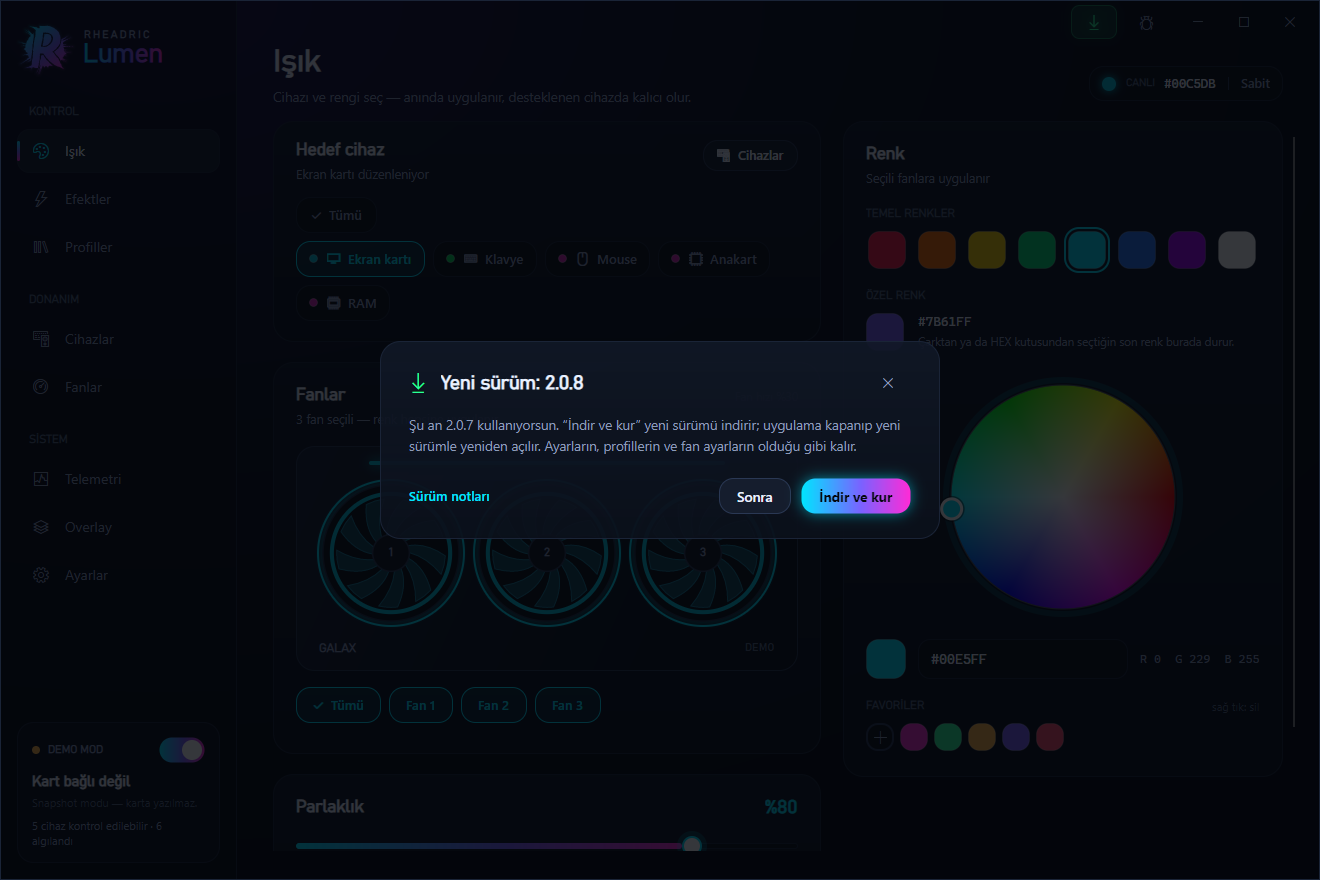 RHEADRIC
Lumen
KONTROL
Işık
Efektler
Profiller
DONANIM
Cihazlar
Fanlar
SİSTEM
Telemetri
Overlay
Ayarlar
DEMO MOD
Kart bağlı değil
Snapshot modu — karta yazılmaz.
5 cihaz kontrol edilebilir · 6
algılandı
Işık
Cihazı ve rengi seç — anında uygulanır, desteklenen cihazda kalıcı olur.
CANLI #00C5DB Sabit
Hedef cihaz
Ekran kartı düzenleniyor
Cihazlar
Tümü
Ekran kartı Klavye Mouse Anakart
RAM
Fanlar
3 fan seçili —
1 2 3
GALAX DEMO
Tümü Fan 1 Fan 2 Fan 3
Parlaklık %80
Renk
Seçili fanlara uygulanır
TEMEL RENKLER
ÖZEL RENK
#7B61FF
Çarktan ya da HEX kutusundan seçtiğin son renk burada durur.
#00E5FF R 0 G 229 B 255
FAVORİLER sağ tık: sil
Yeni sürüm: 2.0.8
Şu an 2.0.7 kullanıyorsun. “İndir ve kur” yeni sürümü indirir; uygulama kapanıp yeni
sürümle yeniden açılır. Ayarların, profillerin ve fan ayarların olduğu gibi kalır.
Sürüm notları
Sonra
İndir ve kur